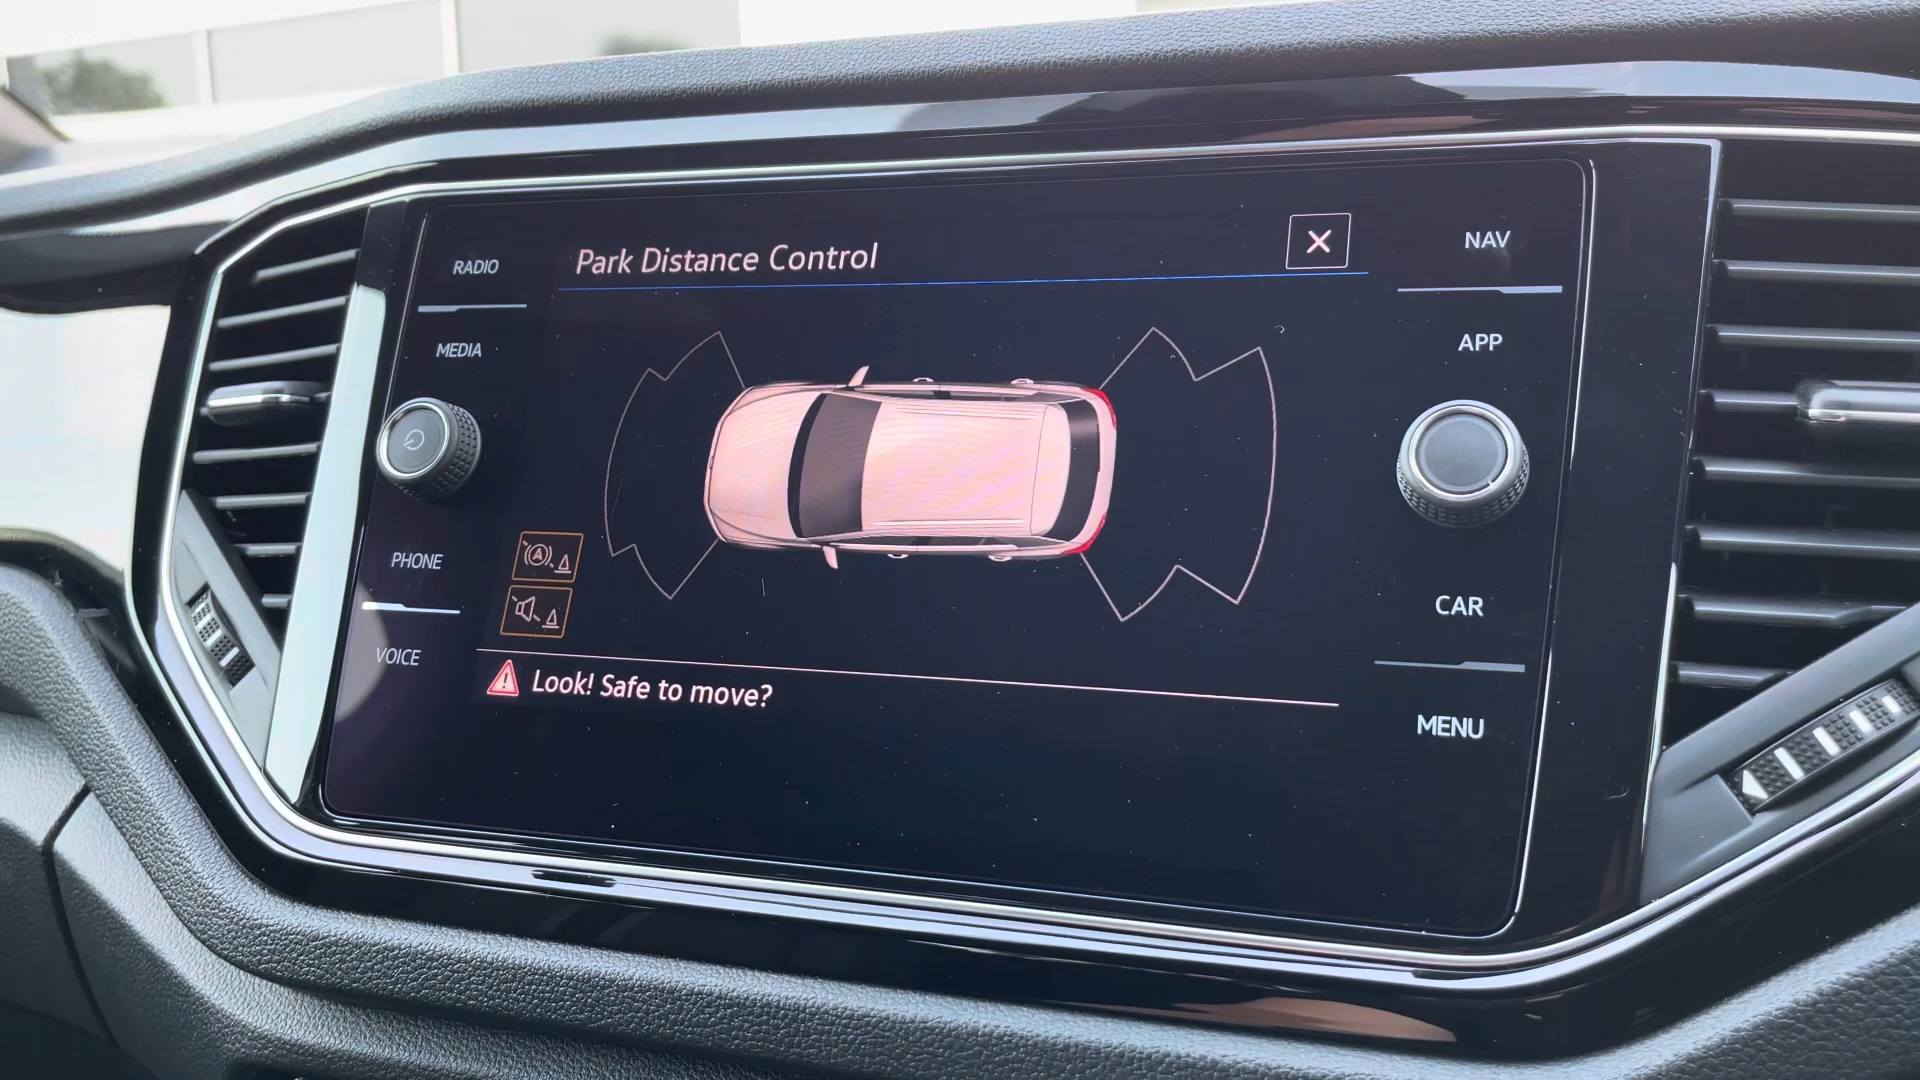 Park Distance Control
RADIO
MEDIA
PHONE
VOICE
A
Look! Safe to move?
NAV
APP
CAR
MENU